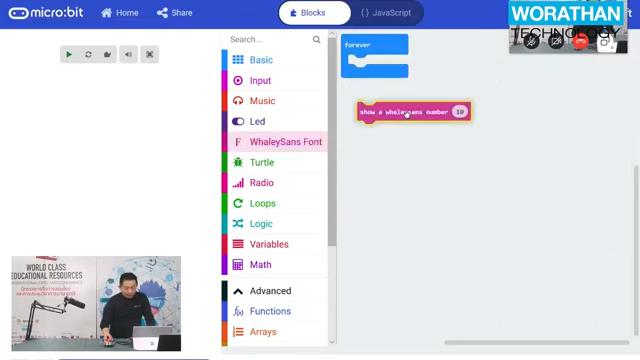 micro:bit
Home
Share
Blocks
JavaScript
WORATHAN
TECHNOLOGY
Search...
Basic
Input
Music
Led
WhaleySans Font
Turtle
Radio
Loops
Logic
Variables
Math
Advanced
Functions
Arrays
forever
show a whaleysans number 10
WORLD CLASS
EDUCATIONAL
RESOURCES